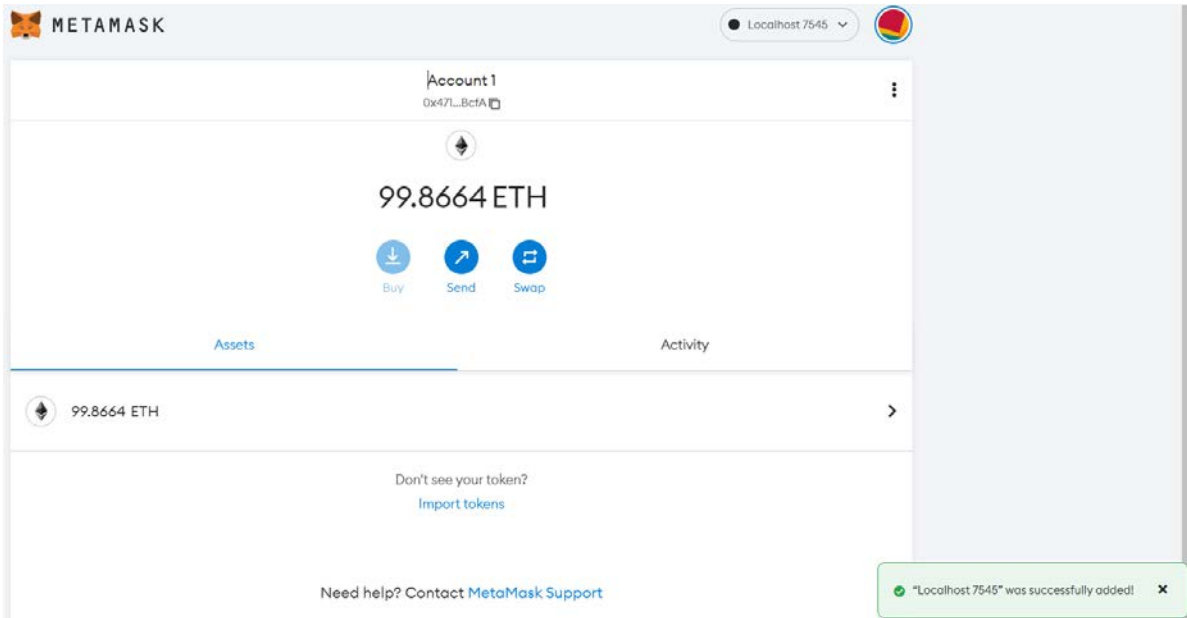 METAMASK
Localhost 7545
Account 1
0x471...BcfA
99.8664 ETH
Buy Send Swap
Assets Activity
99.8664 ETH
Don't see your token?
Import tokens
Need help? Contact MetaMask Support
"Localhost 7545" was successfully added!